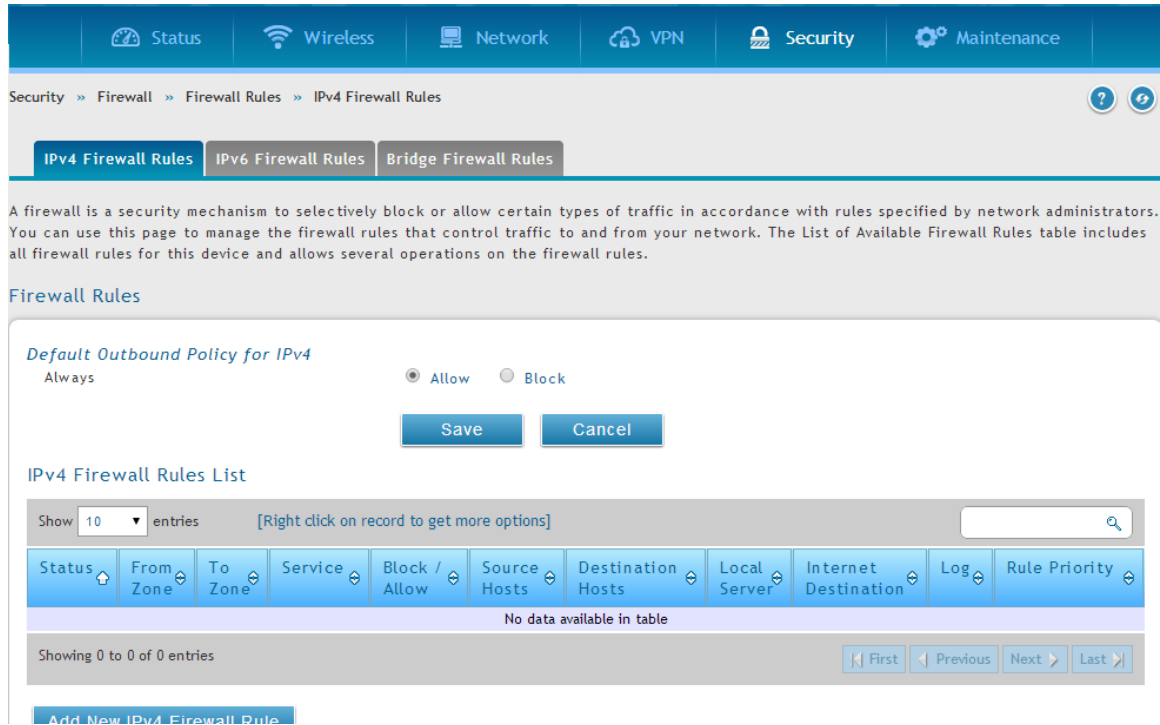 Status Wireless Network VPN Security Maintenance
Security » Firewall » Firewall Rules » IPv4 Firewall Rules ?
IPv4 Firewall Rules IPv6 Firewall Rules Bridge Firewall Rules
A firewall is a security mechanism to selectively block or allow certain types of traffic in accordance with rules specified by network administrators.
You can use this page to manage the firewall rules that control traffic to and from your network. The List of Available Firewall Rules table includes
all firewall rules for this device and allows several operations on the firewall rules.
Firewall Rules
Default Outbound Policy for IPv4
Always Allow Block
Save Cancel
IPv4 Firewall Rules List
Show 10 entries [Right click on record to get more options]
Status From Zone To Zone Service Block / Allow Source Hosts Destination Hosts Local Server Internet Destination Log Rule Priority
No data available in table
Showing 0 to 0 of 0 entries First Previous Next Last
Add New IPv4 Firewall Rule